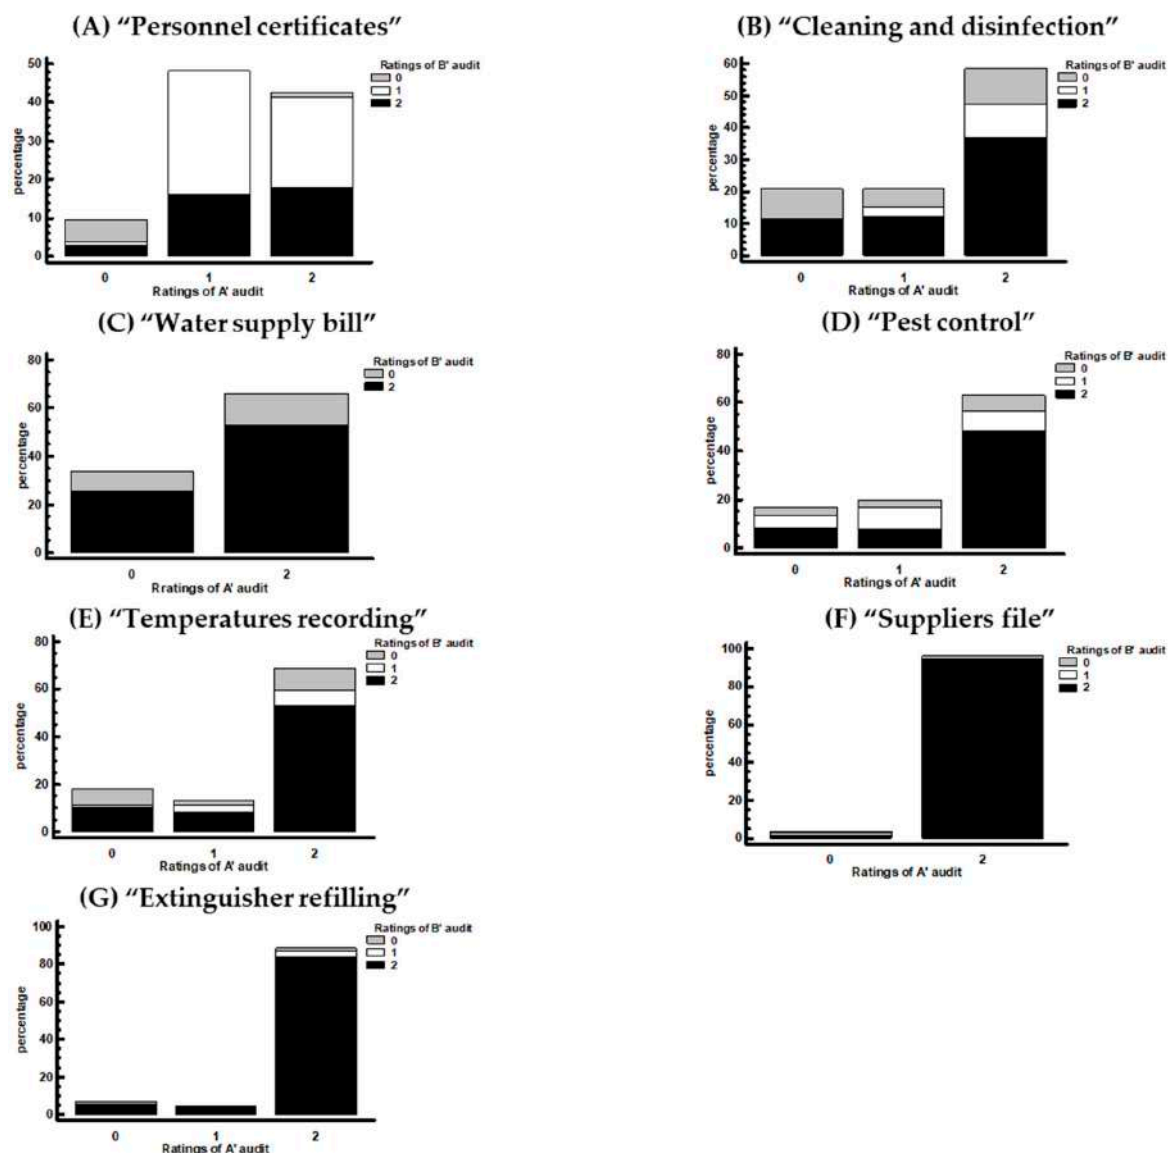 (A) “Personnel certificates”
Ratings of B' audit
0
1
2
50
40
30
20
10
0
percentage
0 1 2
Ratings of A' audit
(B) “Cleaning and disinfection”
Ratings of B' audit
0
1
2
60
50
40
30
20
10
0
percentage
0 1 2
Ratings of A' audit
(C) “Water supply bill”
Ratings of B' audit
0
2
80
60
40
20
0
percentage
0 2
Rratings of A' audit
(D) “Pest control”
Ratings of B' audit
0
1
2
80
60
40
20
0
percentage
0 1 2
Ratings of A' audit
(E) “Temperatures recording”
Ratings of B' audit
0
1
2
80
60
40
20
0
percentage
0 1 2
Ratings of A' audit
(F) “Suppliers file”
Ratings of B' audit
0
1
2
100
80
60
40
20
0
percentage
0 2
Ratings of A' audit
(G) “Extinguisher refilling”
Ratings of B' audit
0
1
2
100
80
60
40
20
0
percentage
0 1 2
Ratings of A' audit